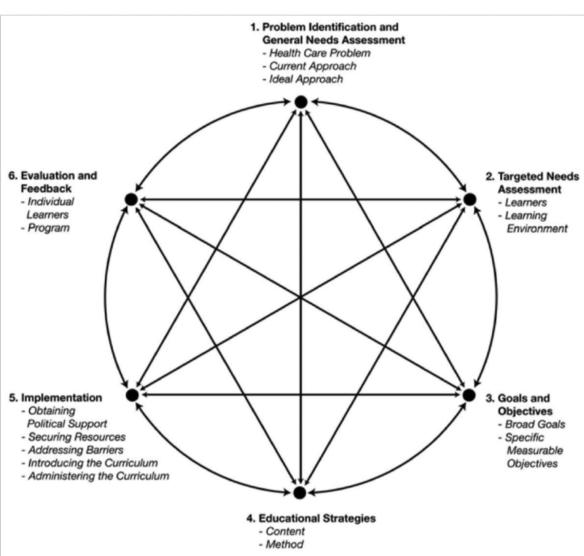 1. Problem Identification and
General Needs Assessment
- Health Care Problem
- Current Approach
- Ideal Approach
2. Targeted Needs
Assessment
- Learners
- Learning
Environment
3. Goals and
Objectives
- Broad Goals
- Specific
Measurable
Objectives
4. Educational Strategies
- Content
- Method
5. Implementation
- Obtaining
Political Support
- Securing Resources
- Addressing Barriers
- Introducing the Curriculum
- Administering the Curriculum
6. Evaluation and
Feedback
- Individual
Learners
- Program